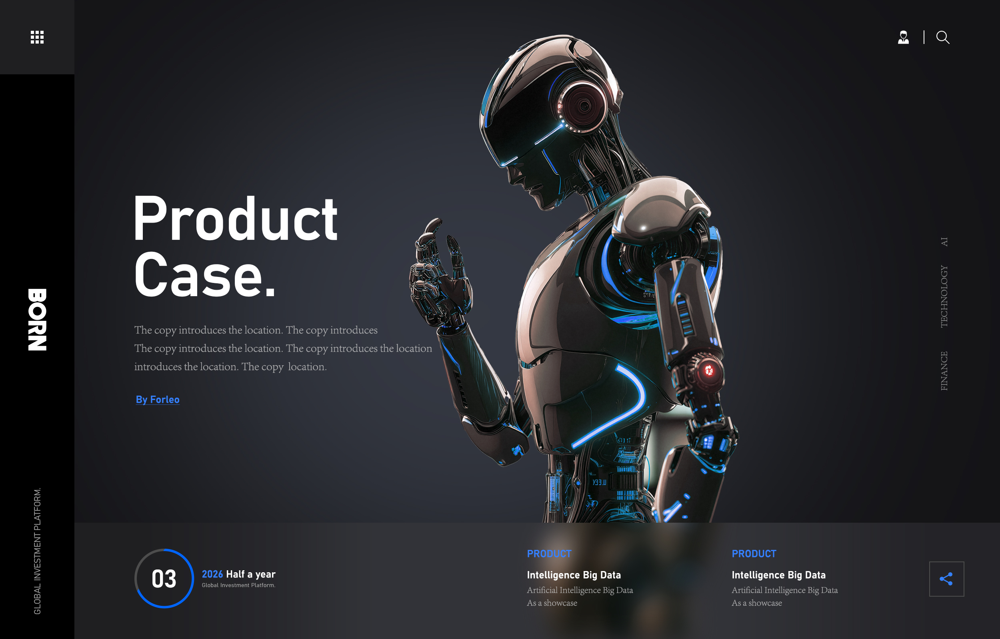 BORN
GLOBAL INVESTMENT PLATFORM.
Product
Case.
The copy introduces the location. The copy introduces
The copy introduces the location. The copy introduces the location
introduces the location. The copy location.
By Forleo
AI
TECHNOLOGY
FINANCE
03
2026 Half a year
Global Investment Platform.
PRODUCT
Intelligence Big Data
Artificial Intelligence Big Data
As a showcase
PRODUCT
Intelligence Big Data
Artificial Intelligence Big Data
As a showcase